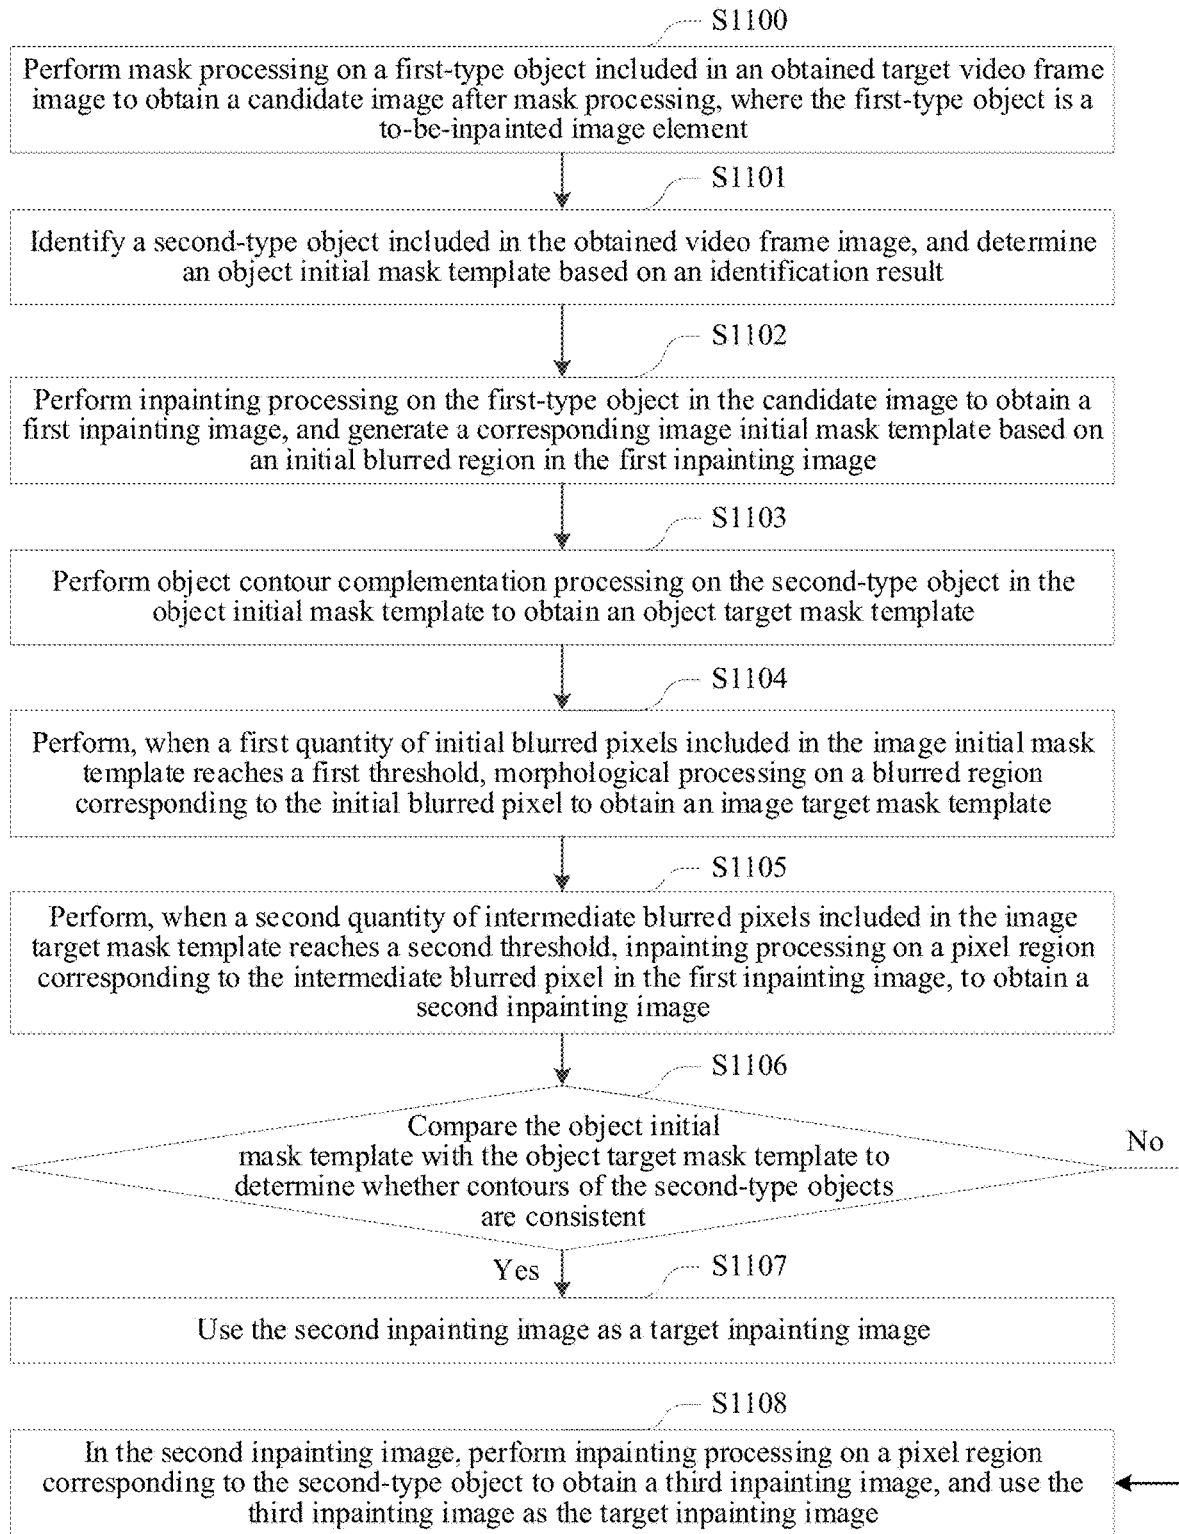 S1100
Perform mask processing on a first-type object included in an obtained target video frame
image to obtain a candidate image after mask processing, where the first-type object is a
to-be-inpainted image element
S1101
Identify a second-type object included in the obtained video frame image, and determine
an object initial mask template based on an identification result
S1102
Perform inpainting processing on the first-type object in the candidate image to obtain a
first inpainting image, and generate a corresponding image initial mask template based on
an initial blurred region in the first inpainting image
S1103
Perform object contour complementation processing on the second-type object in the
object initial mask template to obtain an object target mask template
S1104
Perform, when a first quantity of initial blurred pixels included in the image initial mask
template reaches a first threshold, morphological processing on a blurred region
corresponding to the initial blurred pixel to obtain an image target mask template
S1105
Perform, when a second quantity of intermediate blurred pixels included in the image
target mask template reaches a second threshold, inpainting processing on a pixel region
corresponding to the intermediate blurred pixel in the first inpainting image, to obtain a
second inpainting image
S1106
Compare the object initial
mask template with the object target mask template to
determine whether contours of the second-type objects
are consistent
No
Yes
S1107
Use the second inpainting image as a target inpainting image
S1108
In the second inpainting image, perform inpainting processing on a pixel region
corresponding to the second-type object to obtain a third inpainting image, and use the
third inpainting image as the target inpainting image